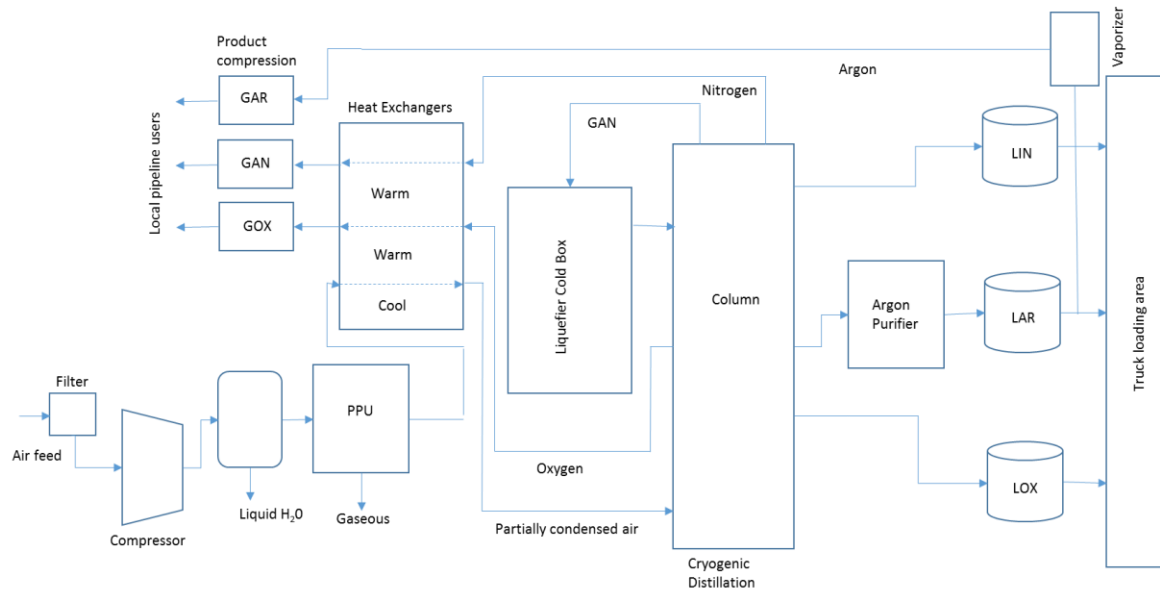 Product
compression
Vaporizer
Argon
GAR
Heat Exchangers
Nitrogen
GAN
Local pipeline users
GAN
LIN
Warm
GOX
Warm
Cool
Liquefier Cold Box
Column
Argon
Purifier
LAR
Truck loading area
Filter
PPU
Air feed
Oxygen
LOX
Liquid H₂0
Gaseous
Partially condensed air
Compressor
Cryogenic
Distillation